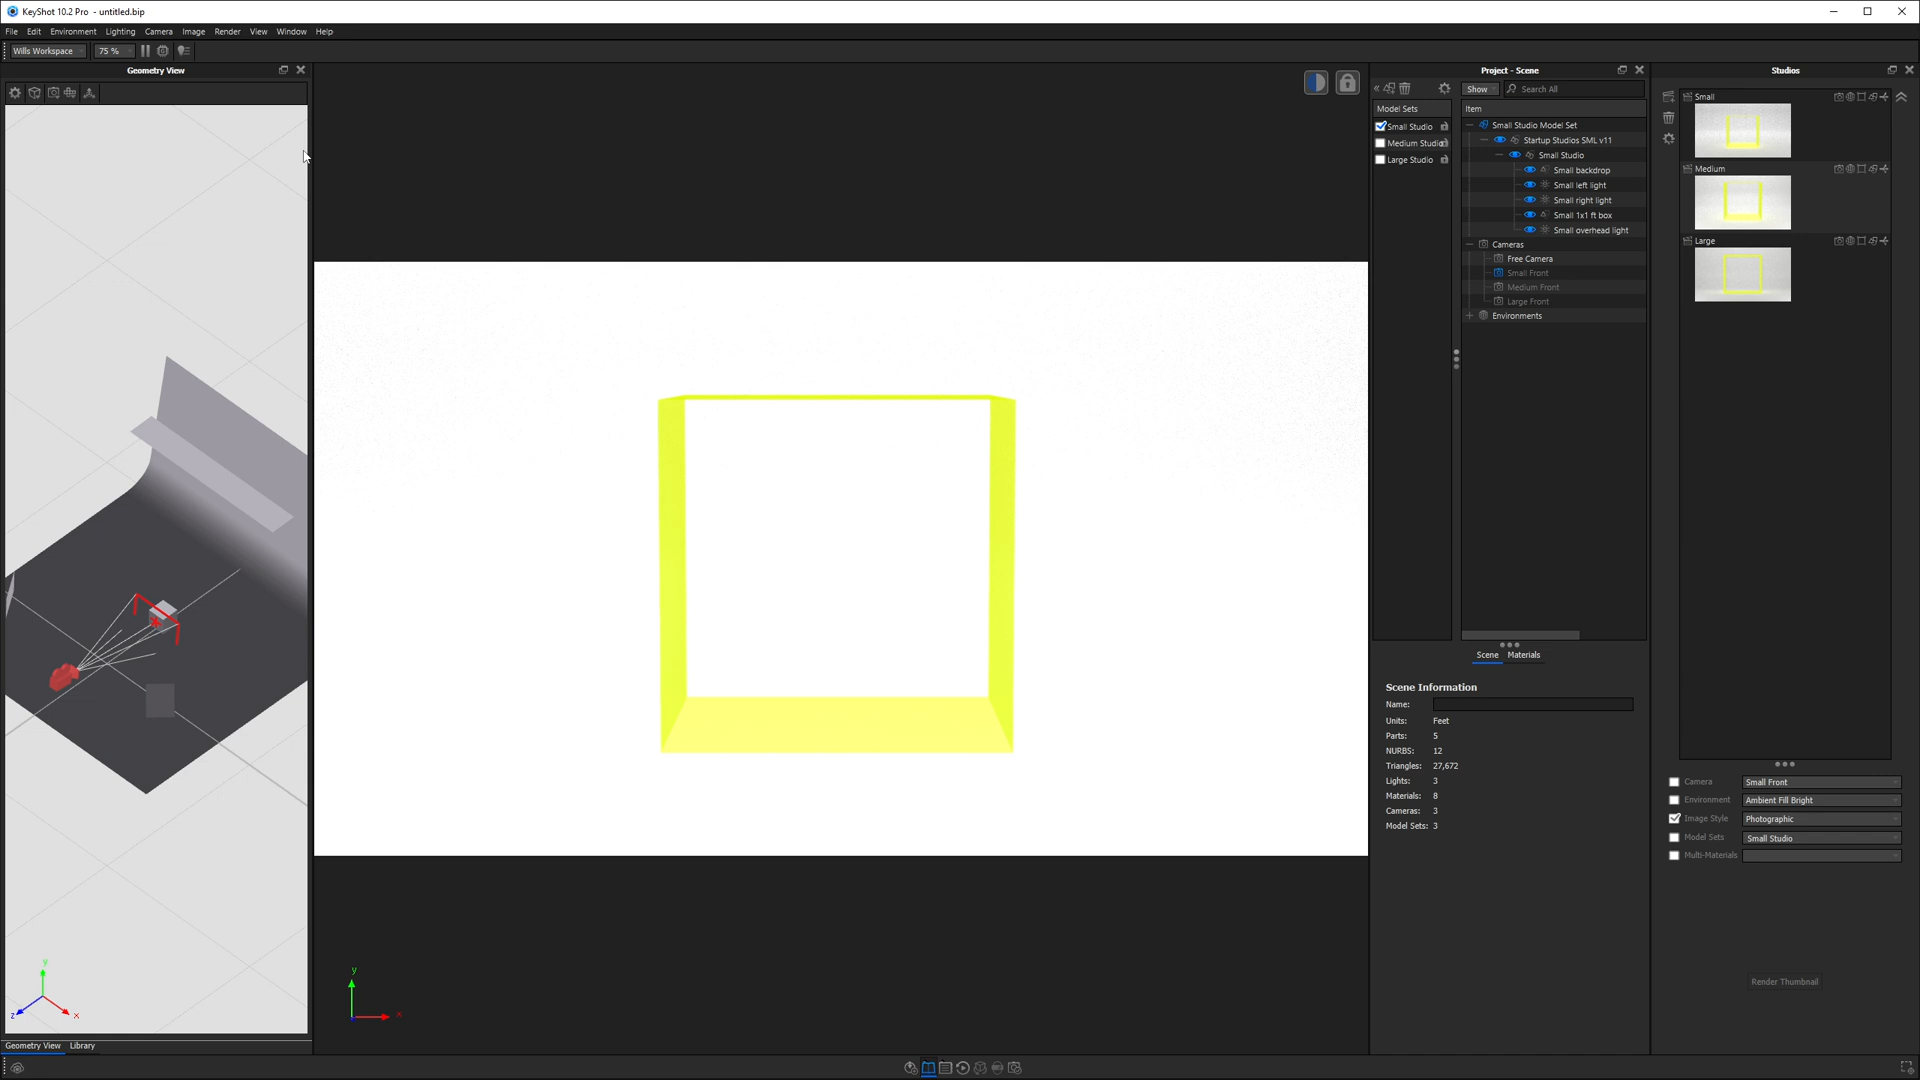 KeyShot 10.2 Pro - untitled.bip
File Edit Environment Lighting Camera Image Render View Window Help
Wills Workspace 75 %
Geometry View
Project - Scene
Studios
Show Search All
Model Sets
Item
Small Studio
Medium Studio
Large Studio
Small Studio Model Set
Startup Studios SML v11
Small Studio
Small backdrop
Small left light
Small right light
Small 1x1 ft box
Small overhead light
Cameras
Free Camera
Small Front
Medium Front
Large Front
Environments
Small
Medium
Large
Scene Materials
Scene Information
Name:
Units: Feet
Parts: 5
NURBS: 12
Triangles: 27,672
Lights: 3
Materials: 8
Cameras: 3
Model Sets: 3
Camera Small Front
Environment Ambient Fill Bright
Image Style Photographic
Model Sets Small Studio
Multi-Materials
Render Thumbnail
y
z
x
y
x
Geometry View Library